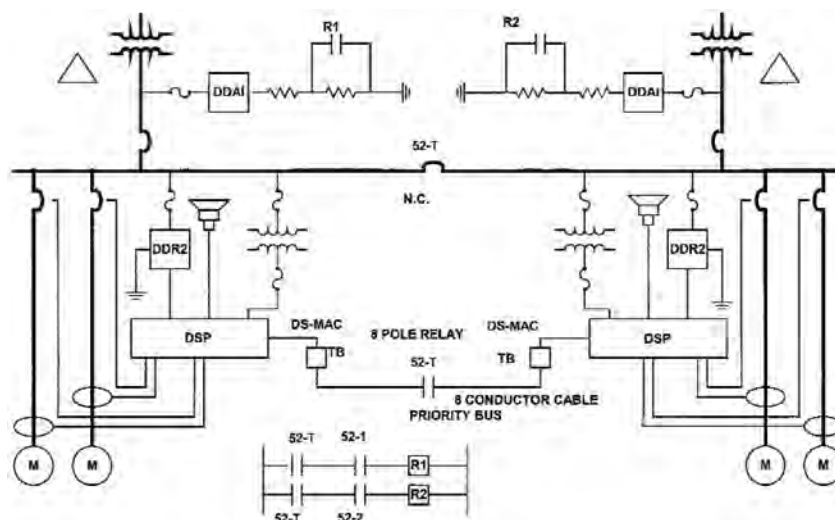 R1
R2
DDAI
DDAI
52-T
N.C.
DDR2
DDR2
DSP
DS-MAC
8 POLE RELAY
DS-MAC
DSP
TB
52-T
TB
8 CONDUCTOR CABLE
PRIORITY BUS
52-T
52-1
R1
M
M
M
M
R2
52-T
52-2